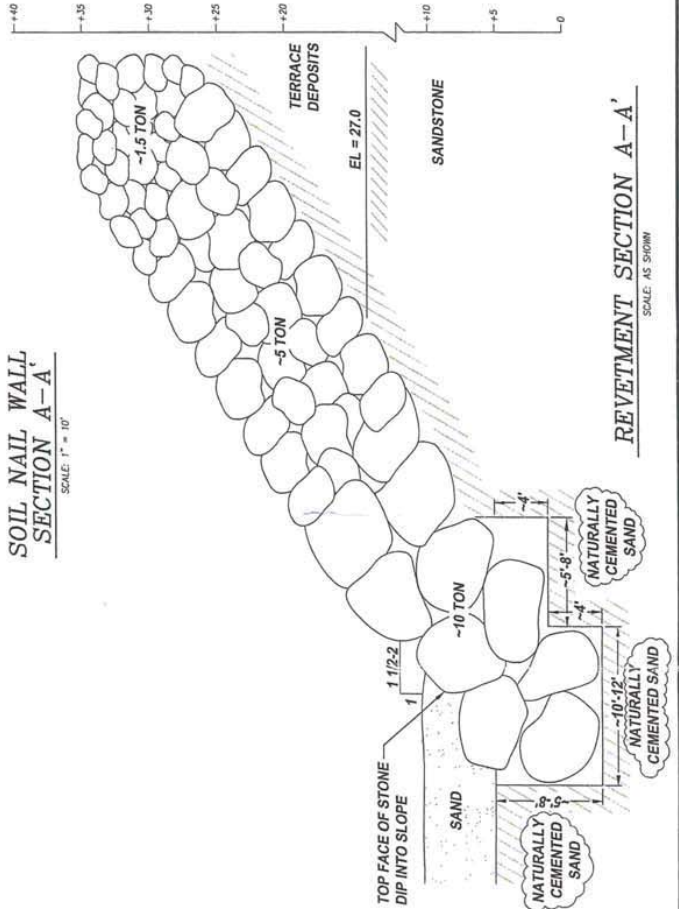 SOIL NAIL WALL
SECTION A-A'
SCALE: 1" = 10'
+40
+35
+30
+20
+10
+5
0
~1.5 TON
TERRACE
DEPOSITS
EL = 27.0
SANDSTONE
~5 TON
~10 TON
1 1/2-2
1
TOP FACE OF STONE
DIP INTO SLOPE
SAND
~4'
~5'-8'
~4'
~10'-12'
~5'-8'
NATURALLY
CEMENTED
SAND
NATURALLY
CEMENTED SAND
NATURALLY
CEMENTED
SAND
REVETMENT SECTION A-A'
SCALE: AS SHOWN